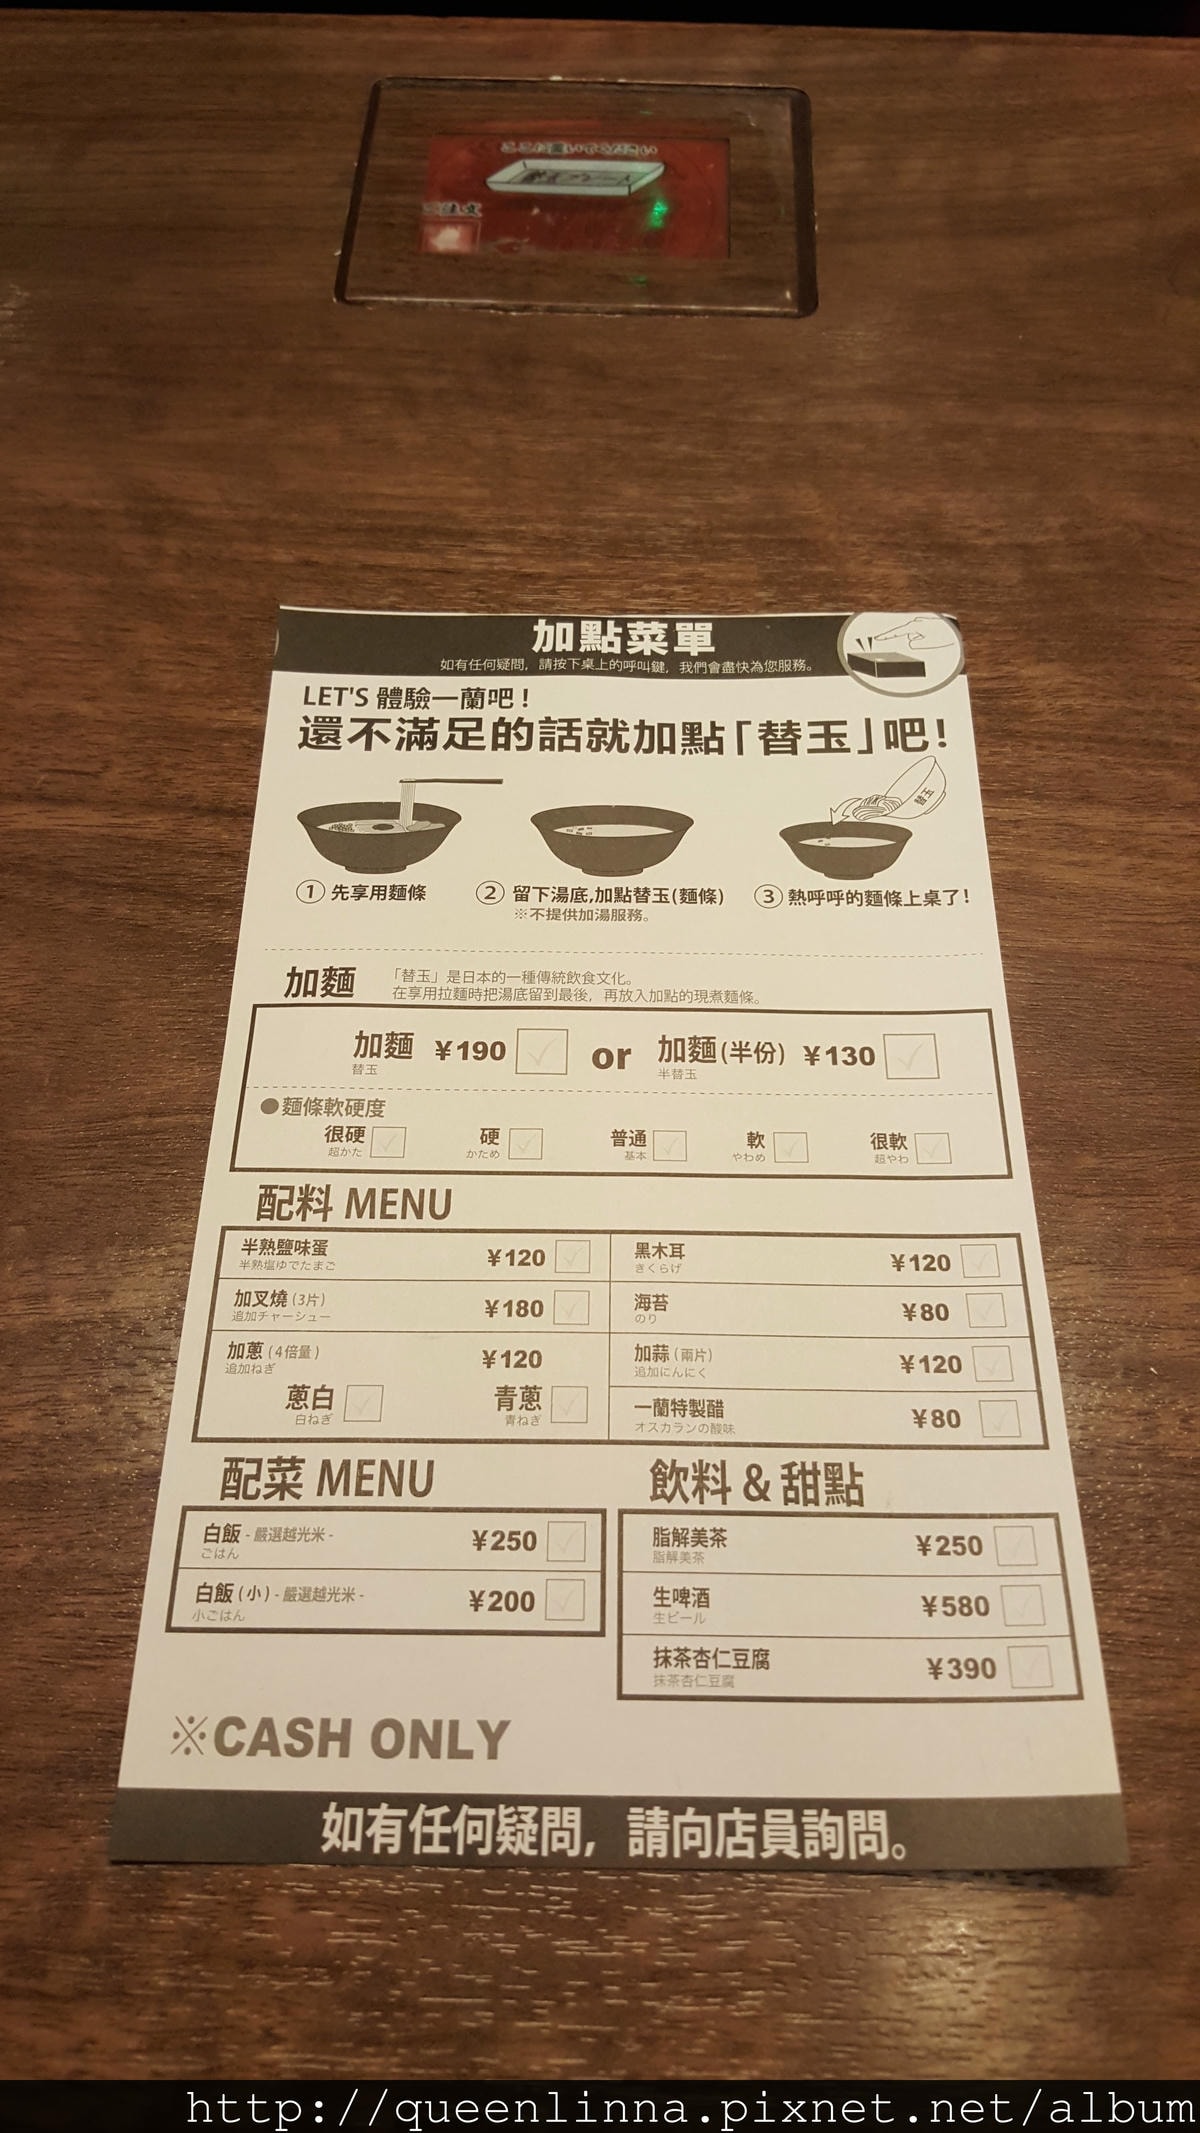 ここに置いてください
ご注文
加點菜單
如有任何疑問，請按下桌上的呼叫鍵，我們會盡快為您服務。
LET'S 體驗一蘭吧！
還不滿足的話就加點「替玉」吧！
替玉
① 先享用麵條
② 留下湯底,加點替玉(麵條)
※不提供加湯服務。
③ 熱呼呼的麵條上桌了！
加麵
「替玉」是日本的一種傳統飲食文化。
在享用拉麵時把湯底留到最後，再放入加點的現煮麵條。
加麵 ¥190 or 加麵(半份) ¥130
替玉 半替玉
●麵條軟硬度
很硬 硬 普通 軟 很軟
超かた かため 基本 やわめ 超やわ
配料 MENU
半熟鹽味蛋 ¥120
半熟塩ゆでたまご
加叉燒 (3片) ¥180
追加チャーシュー
加蔥 (4倍量) ¥120
追加ねぎ
蔥白 青蔥
白ねぎ 青ねぎ
黑木耳 ¥120
きくらげ
海苔 ¥80
のり
加蒜 (兩片) ¥120
追加にんにく
一蘭特製醋 ¥80
オスカランの酸味
配菜 MENU
白飯 - 嚴選越光米 - ¥250
ごはん
白飯 (小) - 嚴選越光米 - ¥200
小ごはん
飲料 & 甜點
脂解美茶 ¥250
脂解美茶
生啤酒 ¥580
生ビール
抹茶杏仁豆腐 ¥390
抹茶杏仁豆腐
※CASH ONLY
如有任何疑問，請向店員詢問。
http://queenlinna.pixnet.net/album